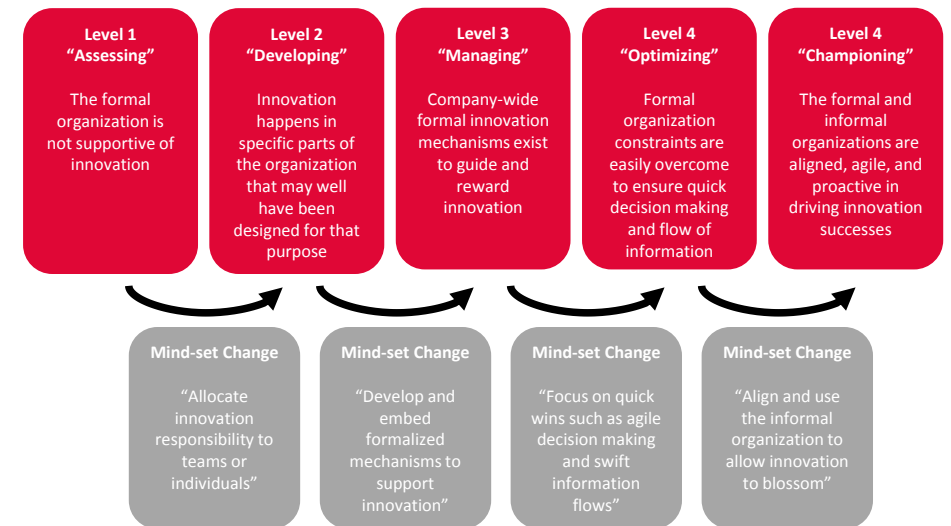 Level 1
“Assessing”
The formal
organization is
not supportive of
innovation
Level 2
“Developing”
Innovation
happens in
specific parts of
the organization
that may well
have been
designed for that
purpose
Level 3
“Managing”
Company-wide
formal innovation
mechanisms exist
to guide and
reward
innovation
Level 4
“Optimizing”
Formal
organization
constraints are
easily overcome
to ensure quick
decision making
and flow of
information
Level 4
“Championing”
The formal and
informal
organizations are
aligned, agile, and
proactive in
driving innovation
successes
Mind-set Change
“Allocate
innovation
responsibility to
teams or
individuals”
Mind-set Change
“Develop and
embed
formalized
mechanisms to
support
innovation”
Mind-set Change
“Focus on quick
wins such as agile
decision making
and swift
information
flows”
Mind-set Change
“Align and use
the informal
organization to
allow innovation
to blossom”